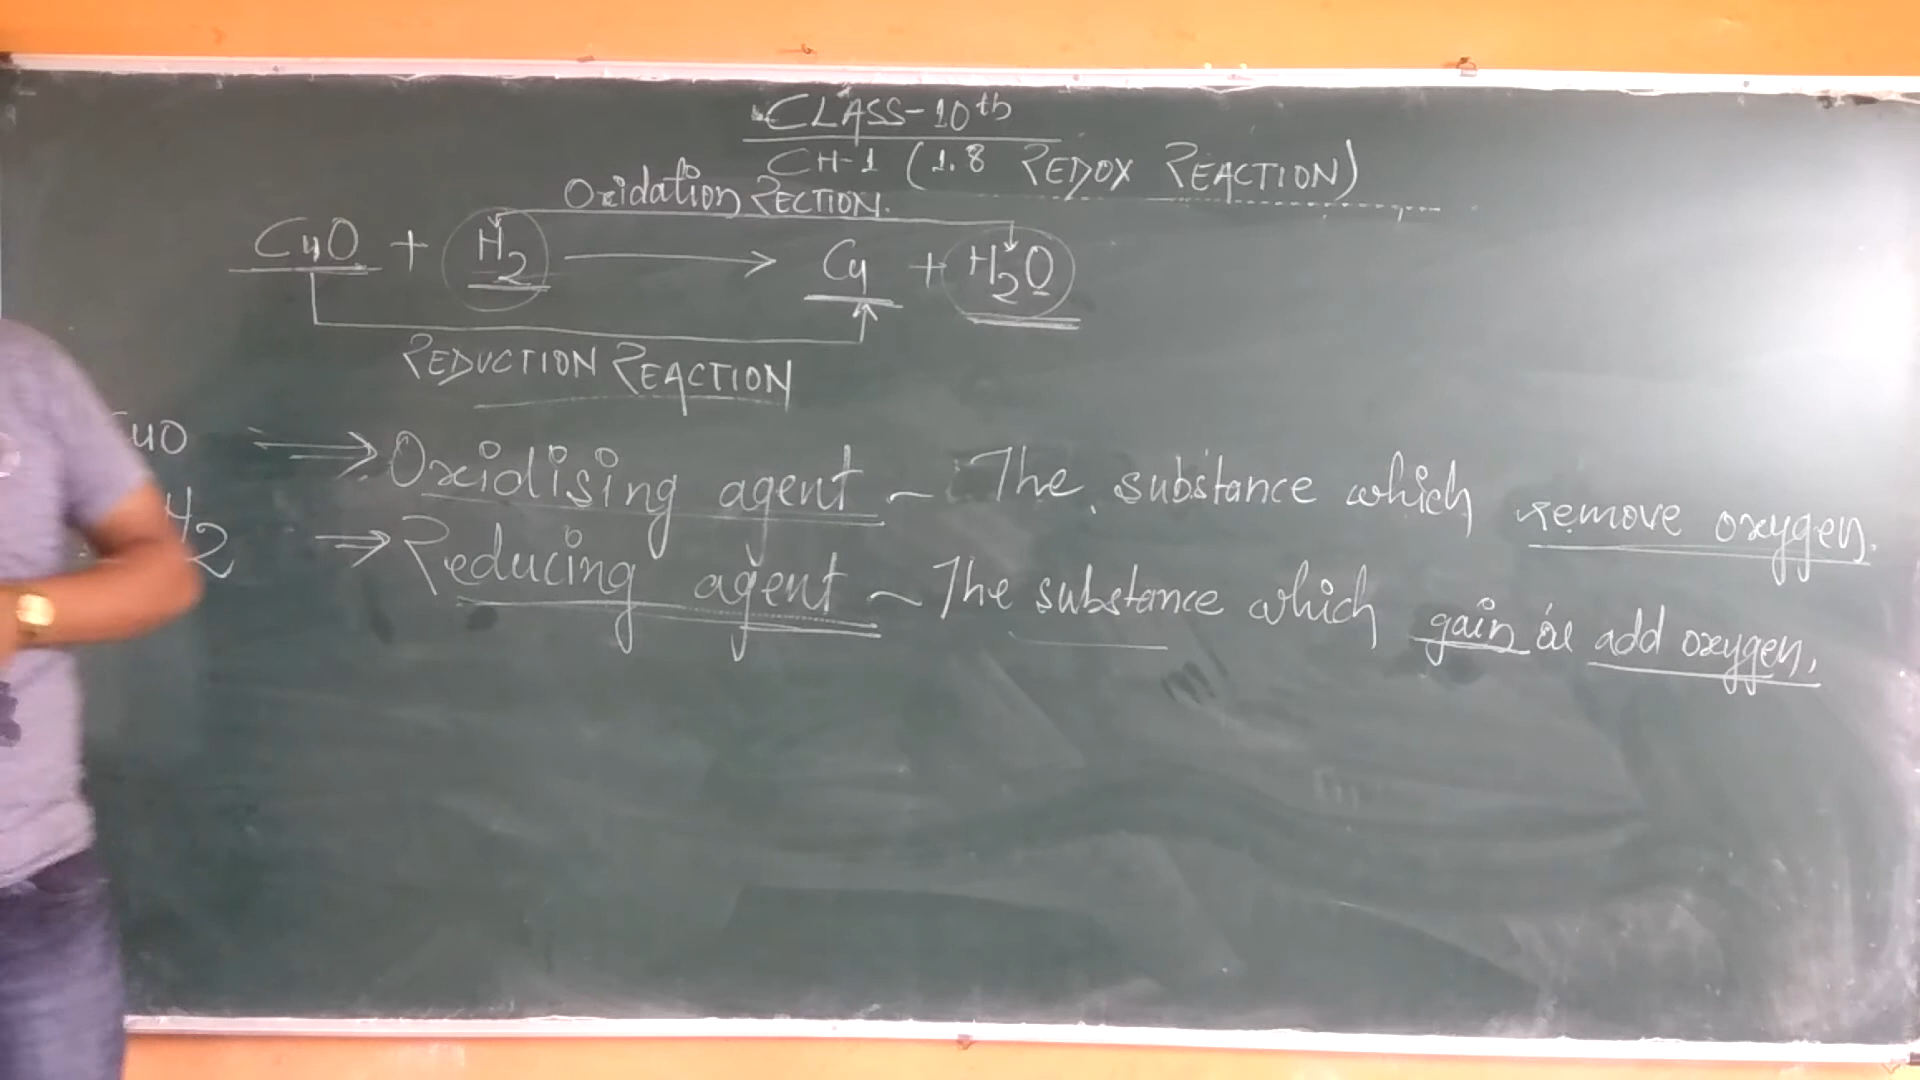 CLASS-10th
CH-1 (1.8 REDOX REACTION)
Oxidation RECTION.
CuO + H2 → Cu + H2O
REDUCTION REACTION
uO ⇒ Oxidising agent - The substance which remove oxygen.
H2 ⇒ Reducing agent ~ The substance which gain or add oxygen.